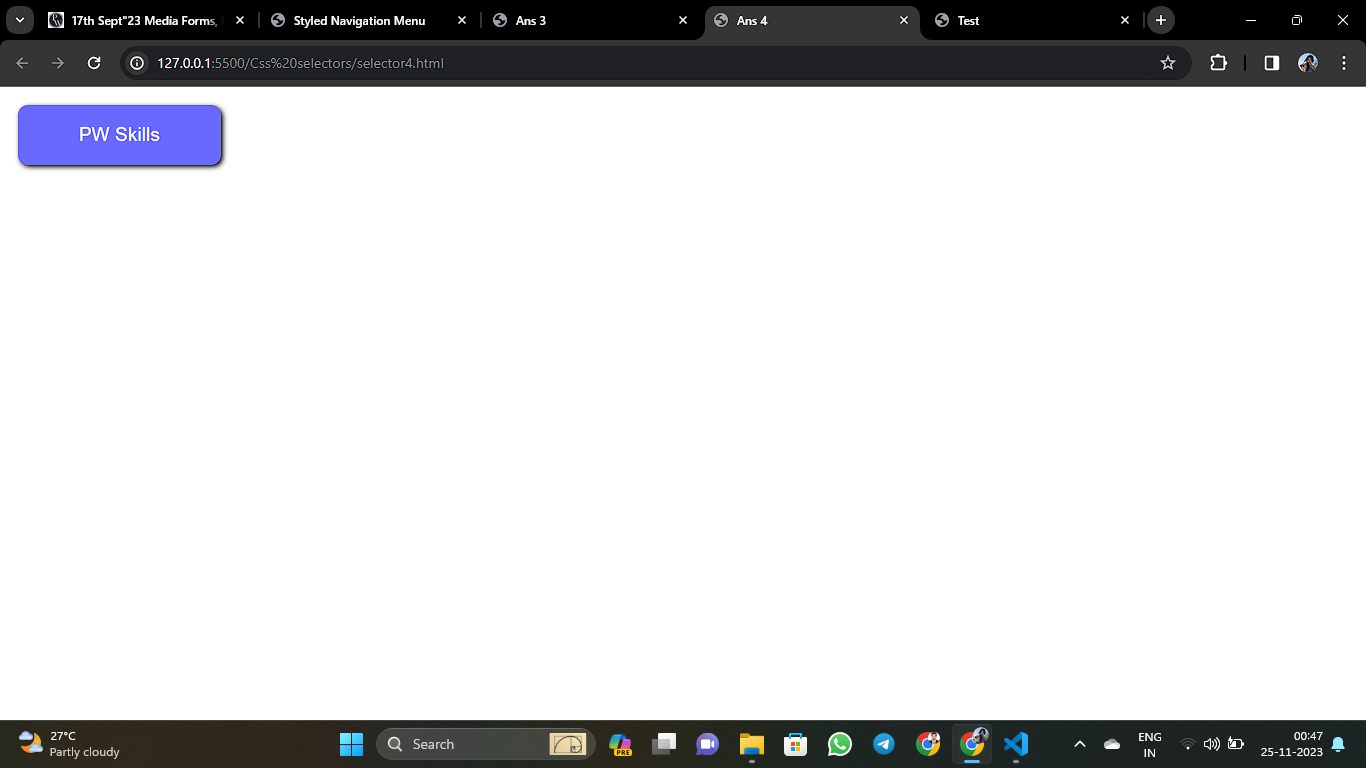 17th Sept"23 Media Forms,
Styled Navigation Menu
Ans 3
Ans 4
Test
127.0.0.1:5500/Css%20selectors/selector4.html
PW Skills
27°C
Partly cloudy
Search
PRE
ENG
IN
00:47
25-11-2023